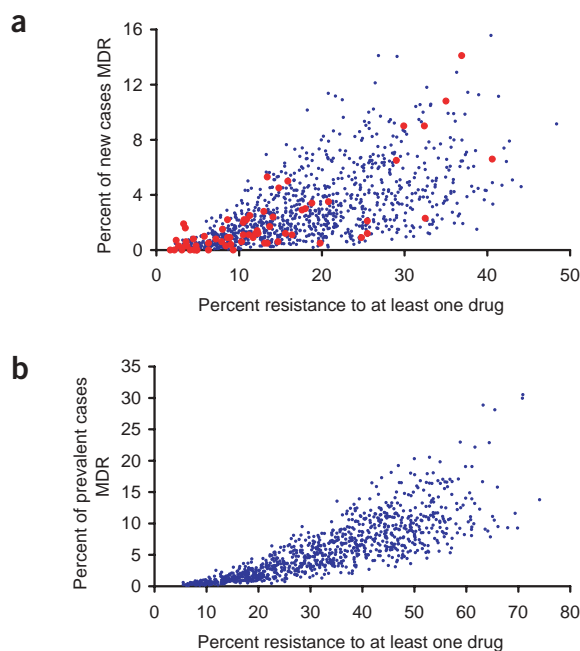 a
Percent of new cases MDR
16
12
8
4
0
0 10 20 30 40 50
Percent resistance to at least one drug
b
Percent of prevalent cases
MDR
35
30
25
20
15
10
5
0
0 10 20 30 40 50 60 70 80
Percent resistance to at least one drug